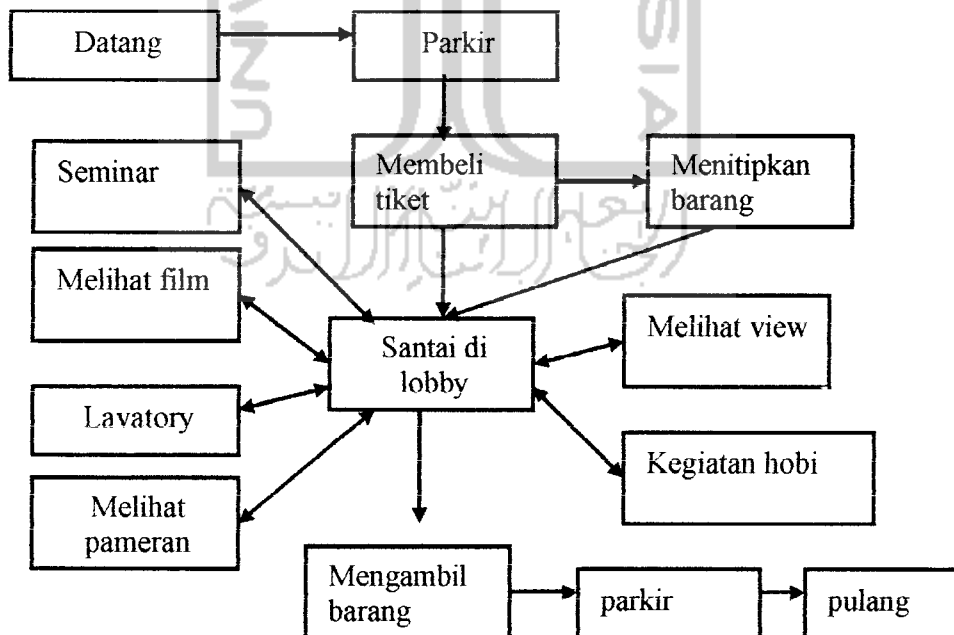 Datang
Parkir
Seminar
Membeli
tiket
Menitipkan
barang
Melihat film
Santai di
lobby
Melihat view
Lavatory
Kegiatan hobi
Melihat
pameran
Mengambil
barang
parkir
pulang